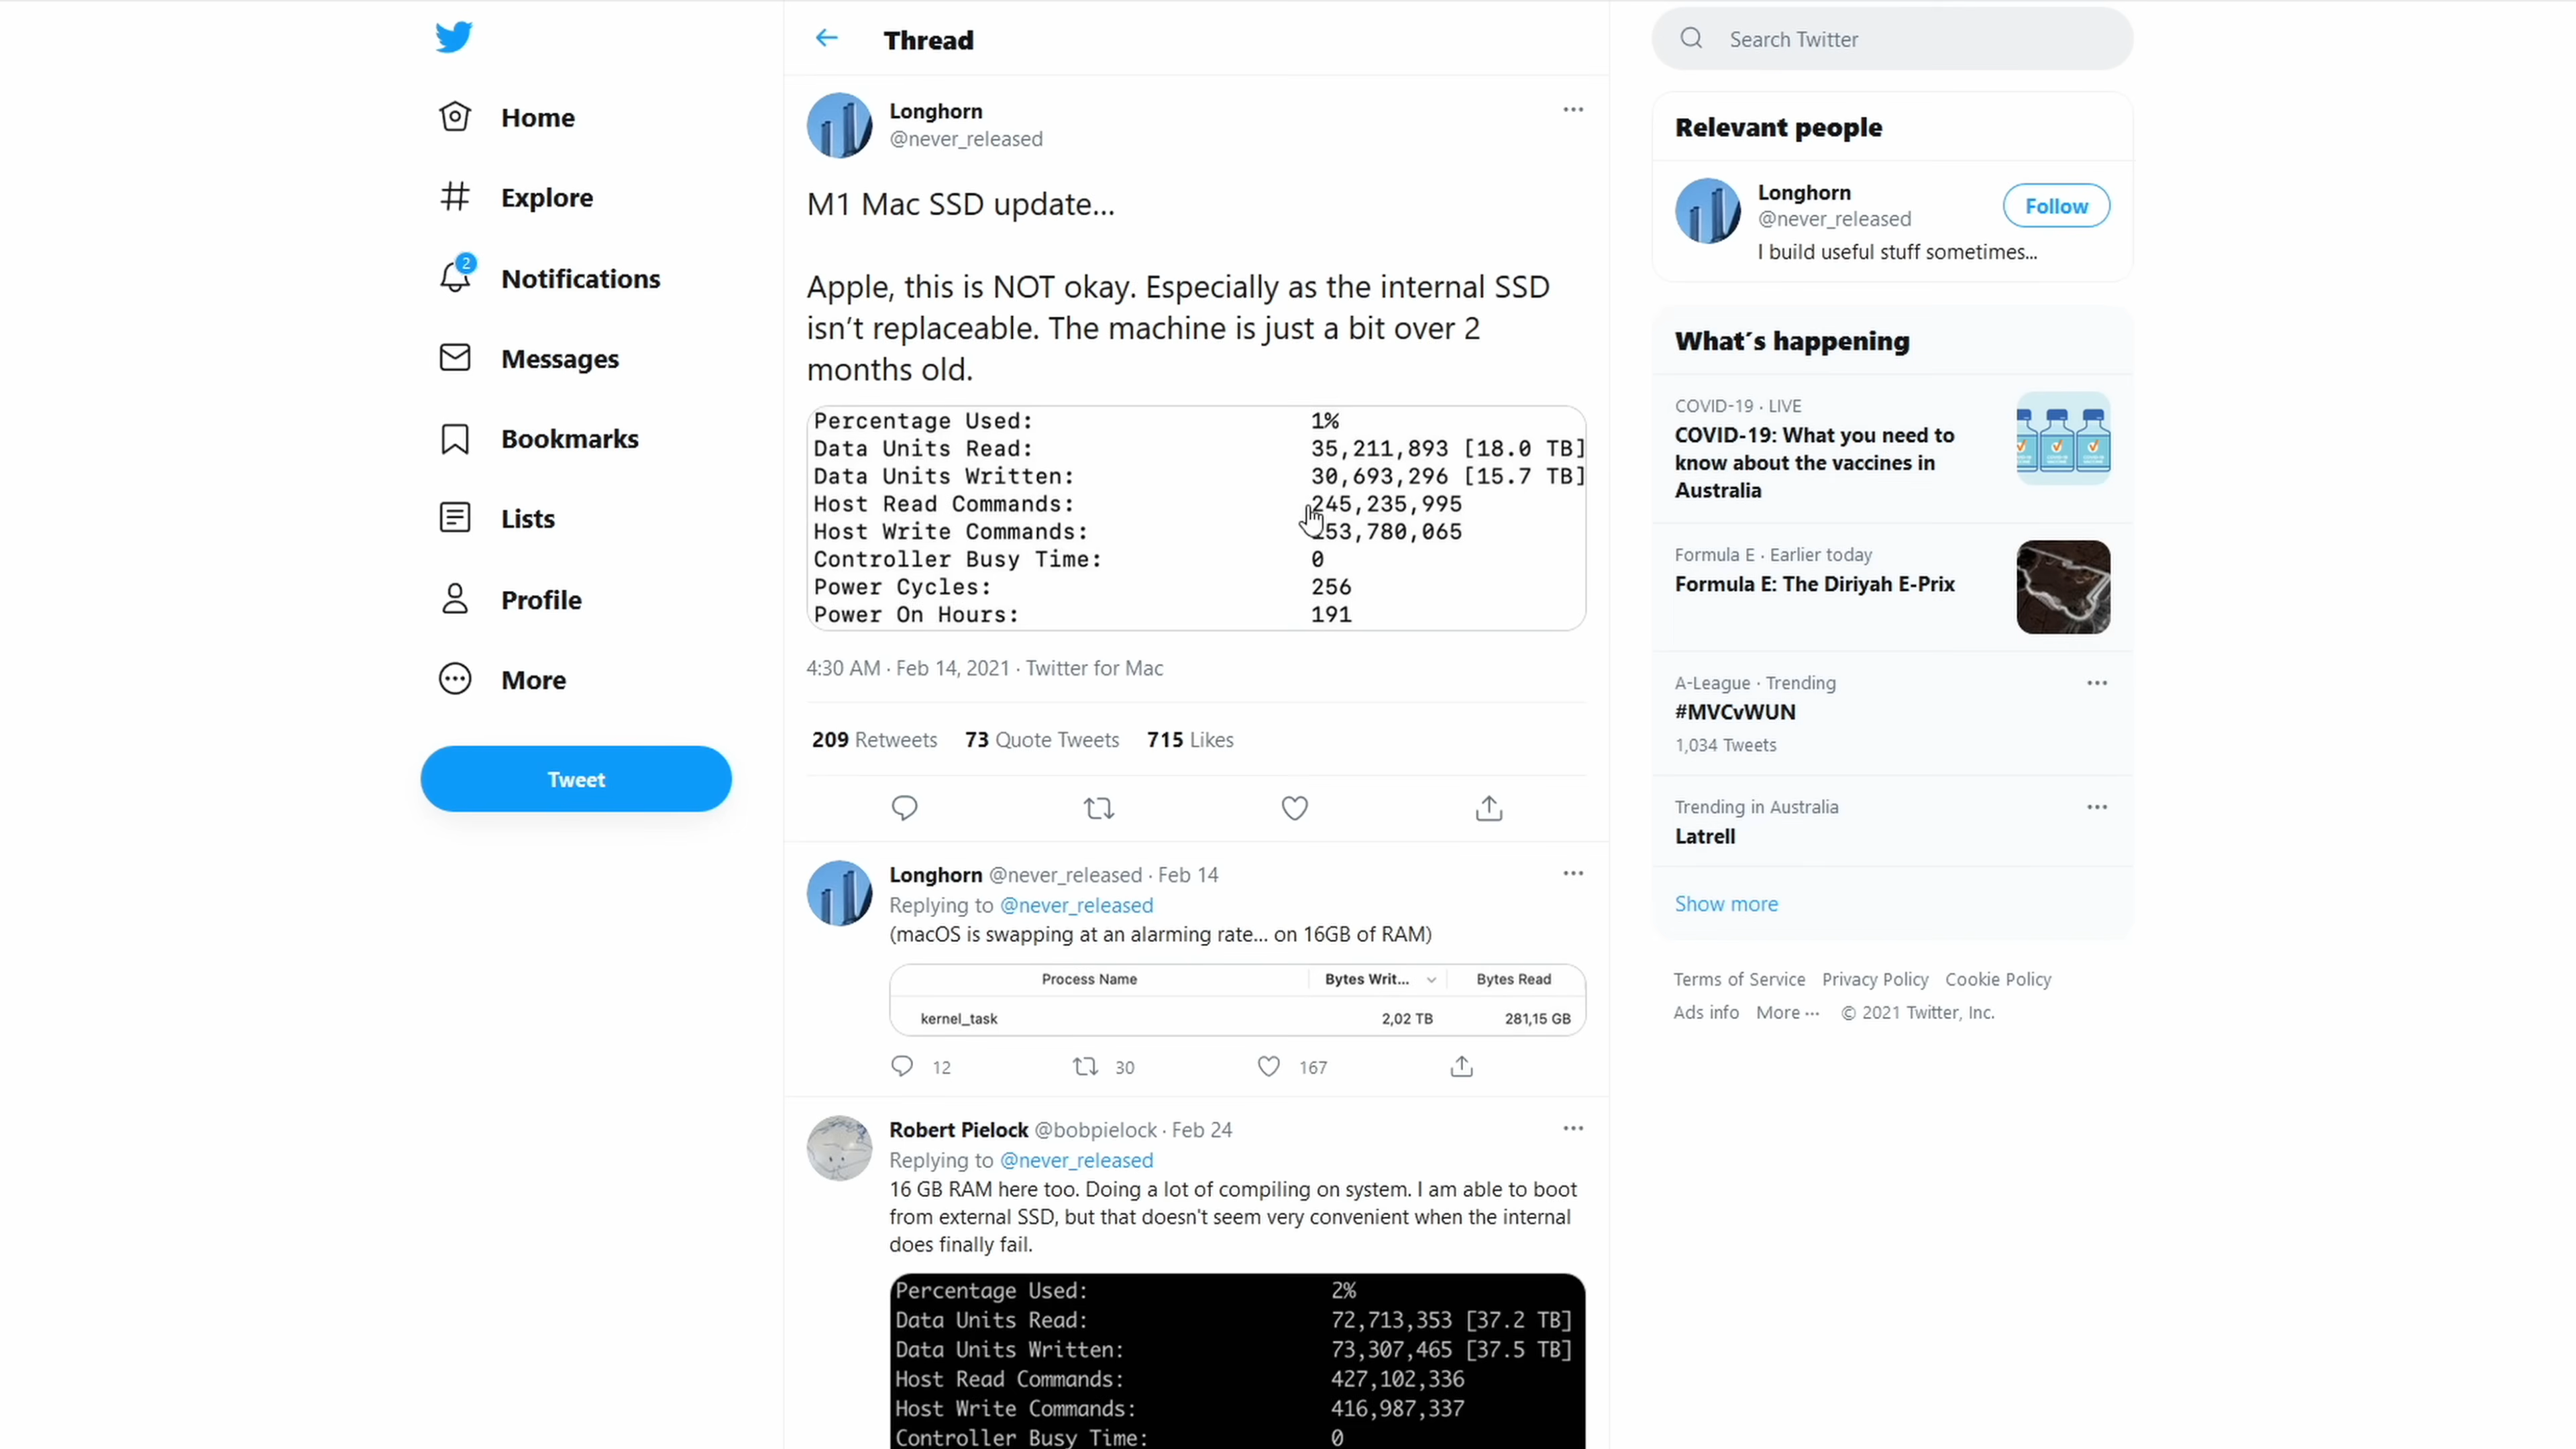 Home
Explore
2
Notifications
Messages
Bookmarks
Lists
Profile
More
Tweet
Thread
Longhorn
@never_released
M1 Mac SSD update...
Apple, this is NOT okay. Especially as the internal SSD
isn't replaceable. The machine is just a bit over 2
months old.
Percentage Used: 1%
Data Units Read: 35,211,893 [18.0 TB]
Data Units Written: 30,693,296 [15.7 TB]
Host Read Commands: 245,235,995
Host Write Commands: 53,780,065
Controller Busy Time: 0
Power Cycles: 256
Power On Hours: 191
4:30 AM · Feb 14, 2021 · Twitter for Mac
209 Retweets 73 Quote Tweets 715 Likes
Longhorn @never_released · Feb 14
Replying to @never_released
(macOS is swapping at an alarming rate... on 16GB of RAM)
Process Name Bytes Writ... Bytes Read
kernel_task 2,02 TB 281,15 GB
12 30 167
Robert Pielock @bobpielock · Feb 24
Replying to @never_released
16 GB RAM here too. Doing a lot of compiling on system. I am able to boot
from external SSD, but that doesn't seem very convenient when the internal
does finally fail.
Percentage Used: 2%
Data Units Read: 72,713,353 [37.2 TB]
Data Units Written: 73,307,465 [37.5 TB]
Host Read Commands: 427,102,336
Host Write Commands: 416,987,337
Controller Busy Time: 0
Search Twitter
Relevant people
Longhorn
@never_released
Follow
I build useful stuff sometimes...
What's happening
COVID-19 · LIVE
COVID-19: What you need to
know about the vaccines in
Australia
Formula E · Earlier today
Formula E: The Diriyah E-Prix
A-League · Trending
#MVCvWUN
1,034 Tweets
Trending in Australia
Latrell
Show more
Terms of Service Privacy Policy Cookie Policy
Ads info More ··· © 2021 Twitter, Inc.